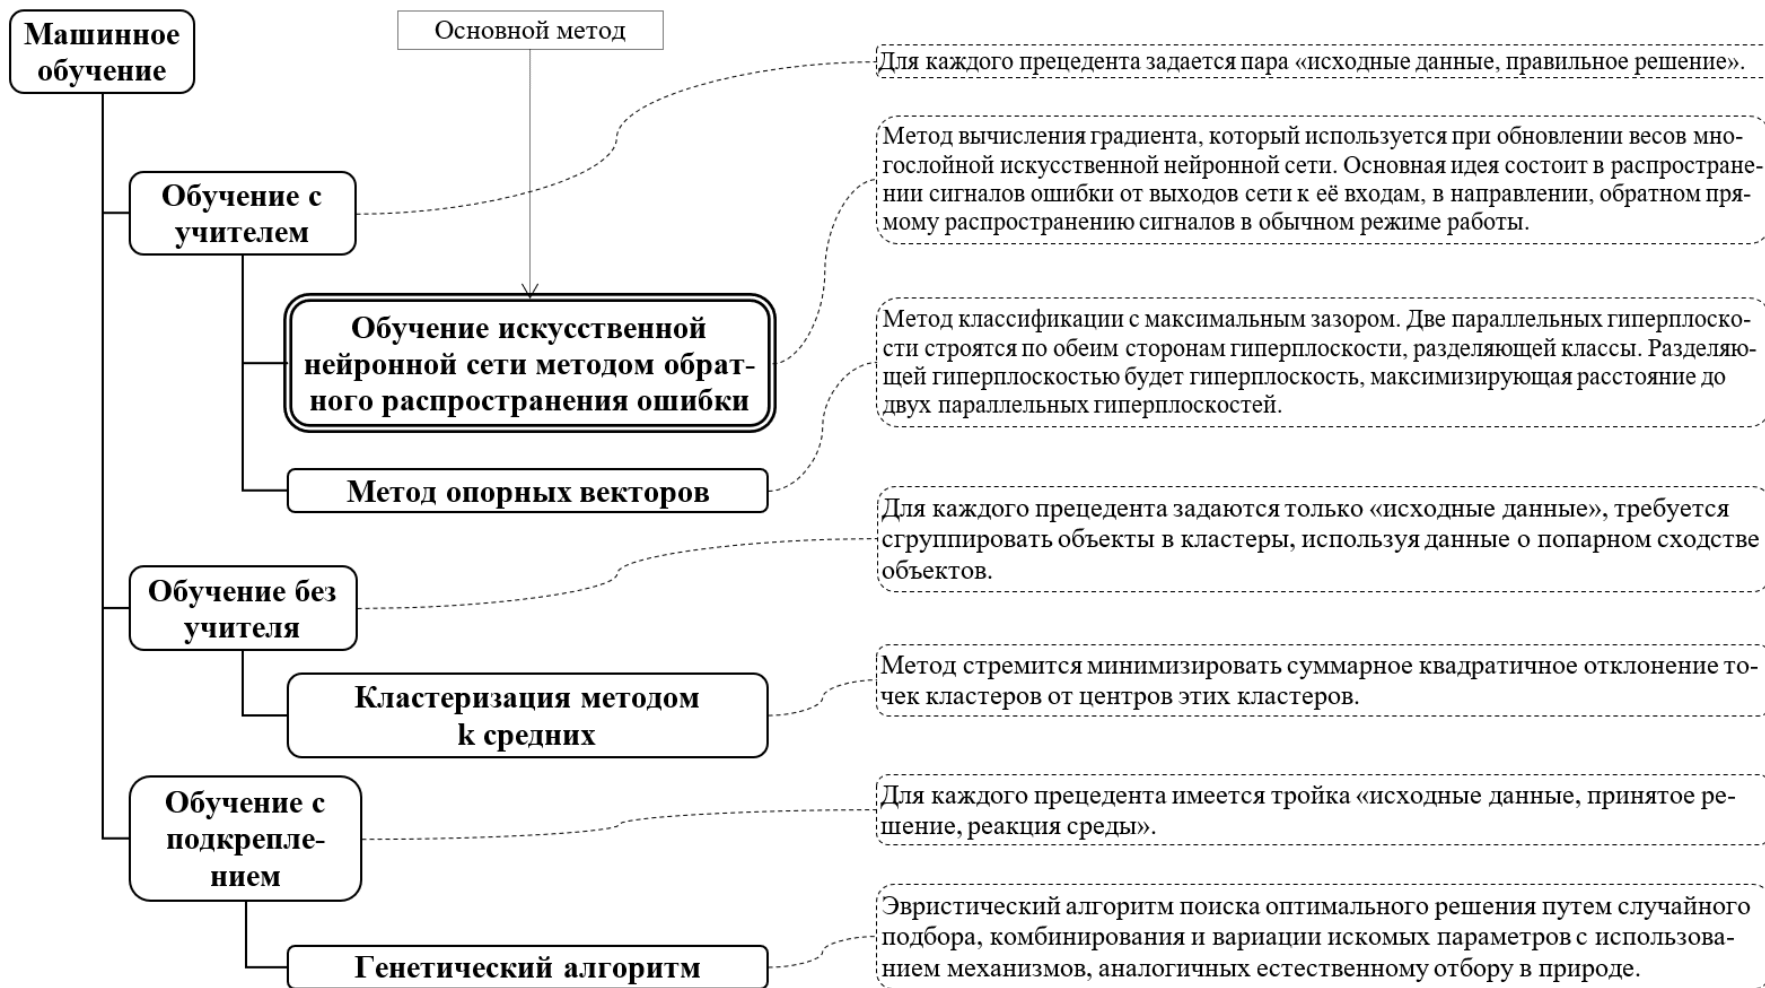 Машинное
обучение
Основной метод
Для каждого прецедента задается пара «исходные данные, правильное решение».
Обучение с
учителем
Метод вычисления градиента, который используется при обновлении весов мно-
гослойной искусственной нейронной сети. Основная идея состоит в распростране-
нии сигналов ошибки от выходов сети к её входам, в направлении, обратном пря-
мому распространению сигналов в обычном режиме работы.
Обучение искусственной
нейронной сети методом обрат-
ного распространения ошибки
Метод классификации с максимальным зазором. Две параллельных гиперплоско-
сти строятся по обеим сторонам гиперплоскости, разделяющей классы. Разделяю-
щей гиперплоскостью будет гиперплоскость, максимизирующая расстояние до
двух параллельных гиперплоскостей.
Метод опорных векторов
Для каждого прецедента задаются только «исходные данные», требуется
сгруппировать объекты в кластеры, используя данные о попарном сходстве
объектов.
Обучение без
учителя
Метод стремится минимизировать суммарное квадратичное отклонение то-
чек кластеров от центров этих кластеров.
Кластеризация методом
k средних
Обучение с
подкрепле-
нием
Для каждого прецедента имеется тройка «исходные данные, принятое ре-
шение, реакция среды».
Эвристический алгоритм поиска оптимального решения путем случайного
подбора, комбинирования и вариации искомых параметров с использова-
нием механизмов, аналогичных естественному отбору в природе.
Генетический алгоритм